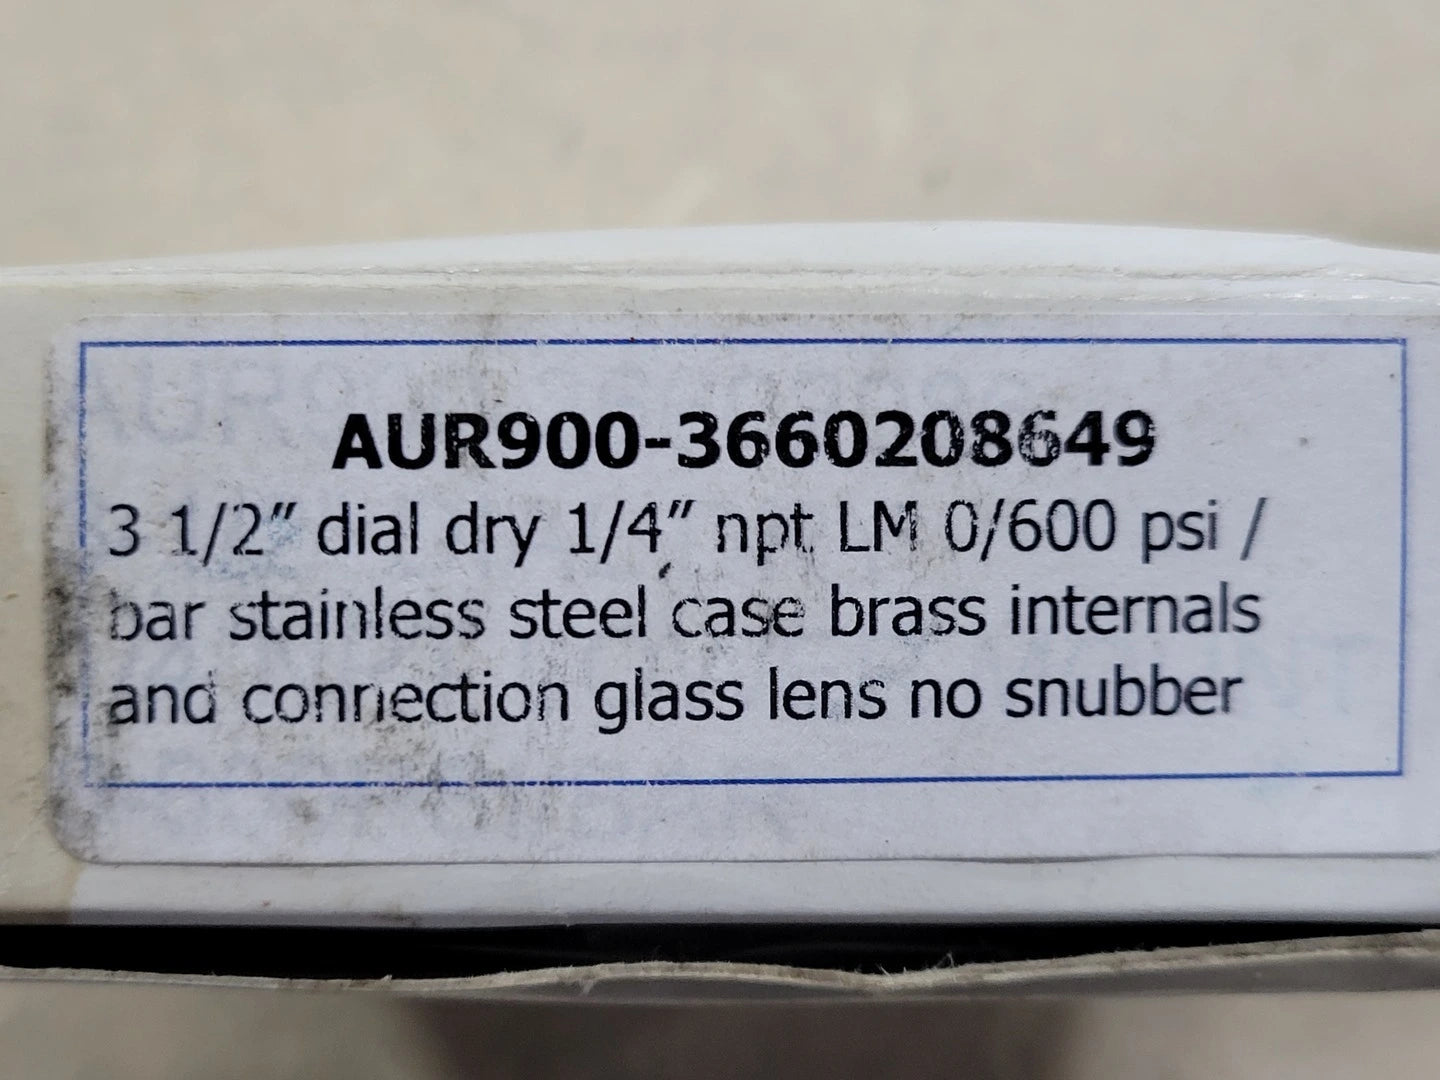 AUR900-3660208649
3 1/2" dial dry 1/4" npt LM 0/600 psi /
bar stainless steel case brass internals
and connection glass lens no snubber